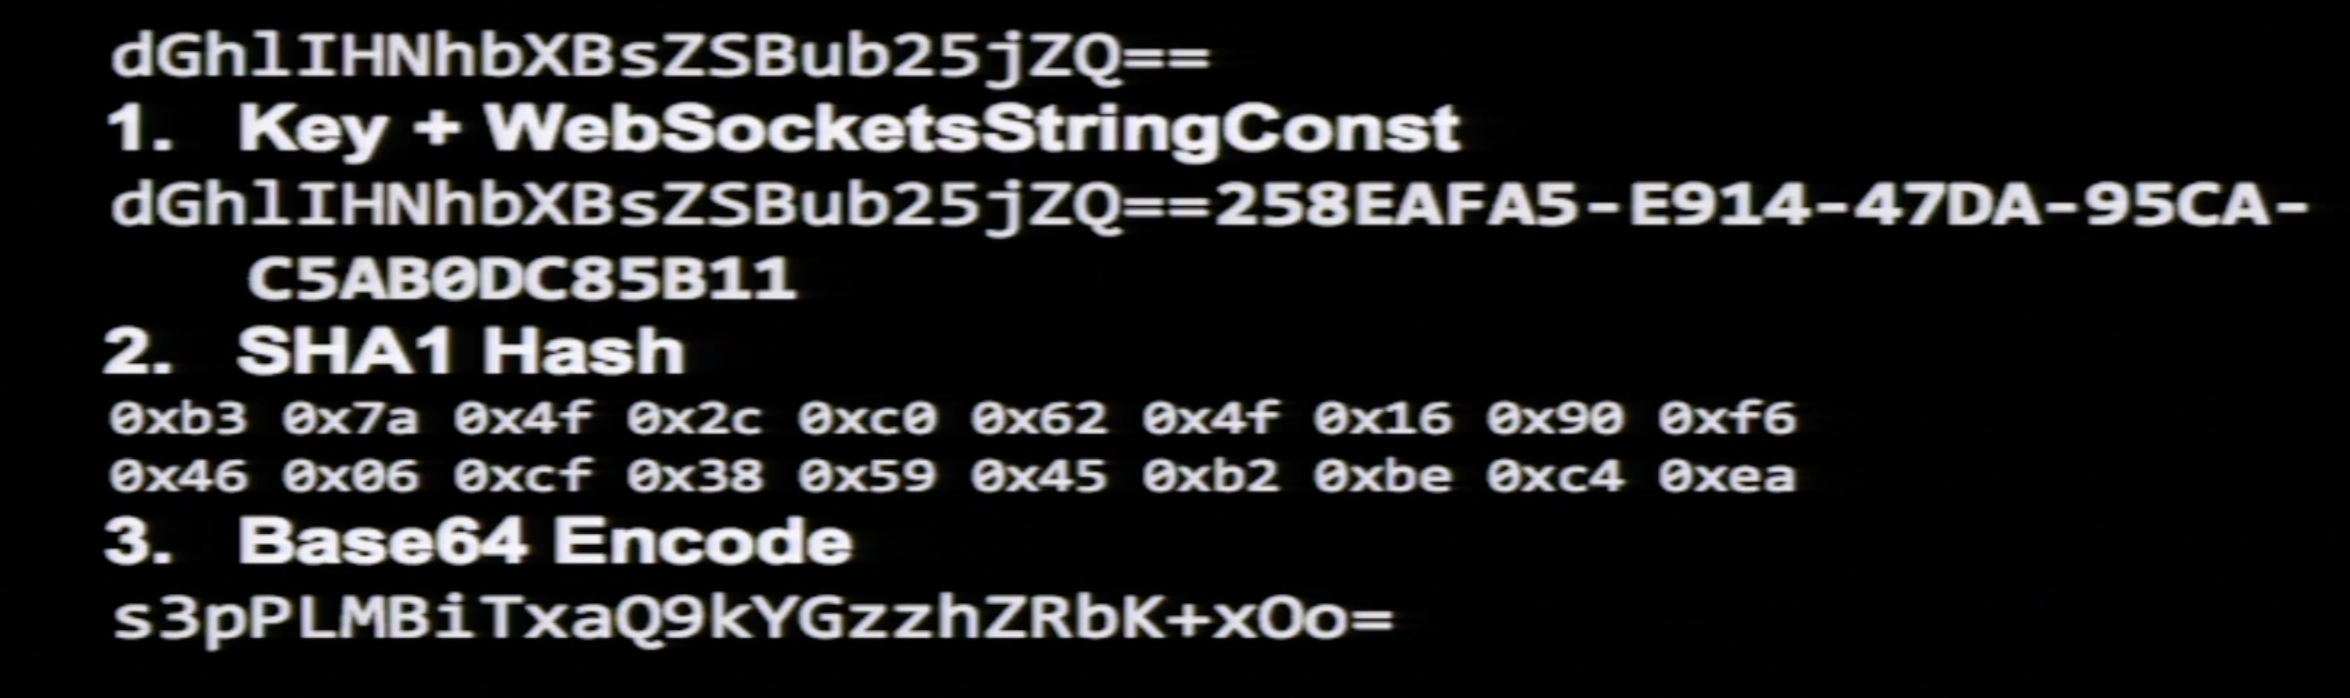 dGhlIHNhbXBsZSBub25jZQ==
1. Key + WebSocketsStringConst
dGhlIHNhbXBsZSBub25jZQ==258EAFA5-E914-47DA-95CA-
C5AB0DC85B11
2. SHA1 Hash
0xb3 0x7a 0x4f 0x2c 0xc0 0x62 0x4f 0x16 0x90 0xf6
0x46 0x06 0xcf 0x38 0x59 0x45 0xb2 0xbe 0xc4 0xea
3. Base64 Encode
s3pPLMBiTxaQ9kYGzzhZRbK+xOo=